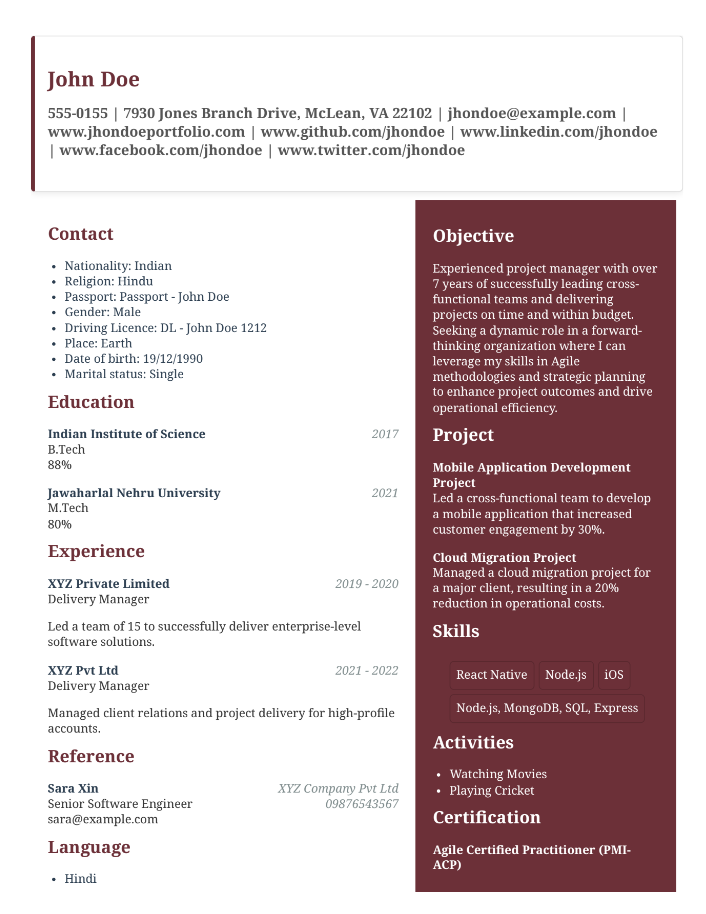 John Doe
555-0155 | 7930 Jones Branch Drive, McLean, VA 22102 | jhondoe@example.com |
www.jhondoeportfolio.com | www.github.com/jhondoe | www.linkedin.com/jhondoe
| www.facebook.com/jhondoe | www.twitter.com/jhondoe
Contact
• Nationality: Indian
• Religion: Hindu
• Passport: Passport - John Doe
• Gender: Male
• Driving Licence: DL - John Doe 1212
• Place: Earth
• Date of birth: 19/12/1990
• Marital status: Single
Education
Indian Institute of Science 2017
B.Tech
88%
Jawaharlal Nehru University 2021
M.Tech
80%
Experience
XYZ Private Limited 2019 - 2020
Delivery Manager
Led a team of 15 to successfully deliver enterprise-level
software solutions.
XYZ Pvt Ltd 2021 - 2022
Delivery Manager
Managed client relations and project delivery for high-profile
accounts.
Reference
Sara Xin XYZ Company Pvt Ltd
Senior Software Engineer 09876543567
sara@example.com
Language
• Hindi
Objective
Experienced project manager with over
7 years of successfully leading cross-
functional teams and delivering
projects on time and within budget.
Seeking a dynamic role in a forward-
thinking organization where I can
leverage my skills in Agile
methodologies and strategic planning
to enhance project outcomes and drive
operational efficiency.
Project
Mobile Application Development
Project
Led a cross-functional team to develop
a mobile application that increased
customer engagement by 30%.
Cloud Migration Project
Managed a cloud migration project for
a major client, resulting in a 20%
reduction in operational costs.
Skills
React Native Node.js iOS
Node.js, MongoDB, SQL, Express
Activities
• Watching Movies
• Playing Cricket
Certification
Agile Certified Practitioner (PMI-
ACP)